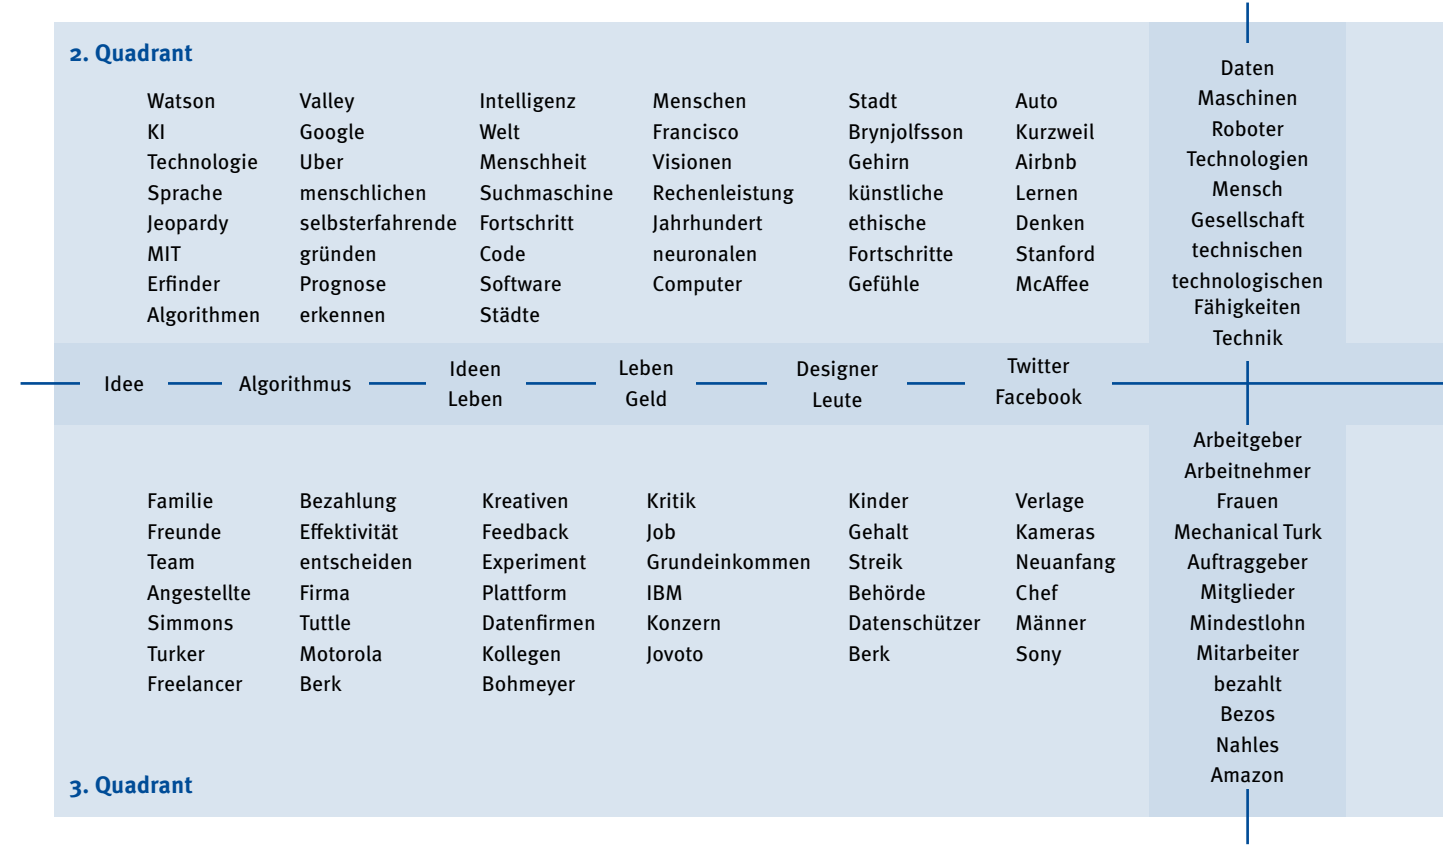 2. Quadrant
Daten
Watson Valley Intelligenz Menschen Stadt Auto Maschinen
KI Google Welt Francisco Brynjolfsson Kurzweil Roboter
Technologie Uber Menschheit Visionen Gehirn Airbnb Technologien
Sprache menschlichen Suchmaschine Rechenleistung künstliche Lernen Mensch
Jeopardy selbsterfahrende Fortschritt Jahrhundert ethische Denken Gesellschaft
MIT gründen Code neuronalen Fortschritte Stanford technischen
Erfinder Prognose Software Computer Gefühle McAffee technologischen
Algorithmen erkennen Städte Fähigkeiten
Technik
Ideen Leben Designer Twitter
Idee Algorithmus
Leben Geld Leute Facebook
Arbeitgeber
Arbeitnehmer
Familie Bezahlung Kreativen Kritik Kinder Verlage Frauen
Freunde Effektivität Feedback Job Gehalt Kameras Mechanical Turk
Team entscheiden Experiment Grundeinkommen Streik Neuanfang Auftraggeber
Angestellte Firma Plattform IBM Behörde Chef Mitglieder
Simmons Tuttle Datenfirmen Konzern Datenschützer Männer Mindestlohn
Turker Motorola Kollegen Jovoto Berk Sony Mitarbeiter
Freelancer Berk Bohmeyer bezahlt
Bezos
Nahles
Amazon
3. Quadrant